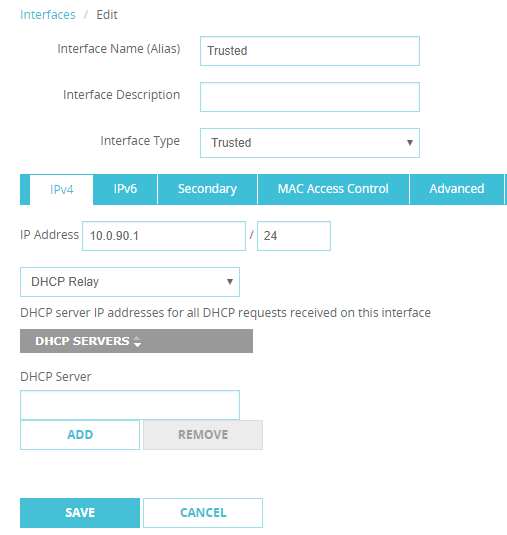 Interfaces / Edit
Interface Name (Alias) Trusted
Interface Description
Interface Type Trusted
IPv4 IPv6 Secondary MAC Access Control Advanced
IP Address 10.0.90.1 / 24
DHCP Relay
DHCP server IP addresses for all DHCP requests received on this interface
DHCP SERVERS
DHCP Server
ADD REMOVE
SAVE CANCEL